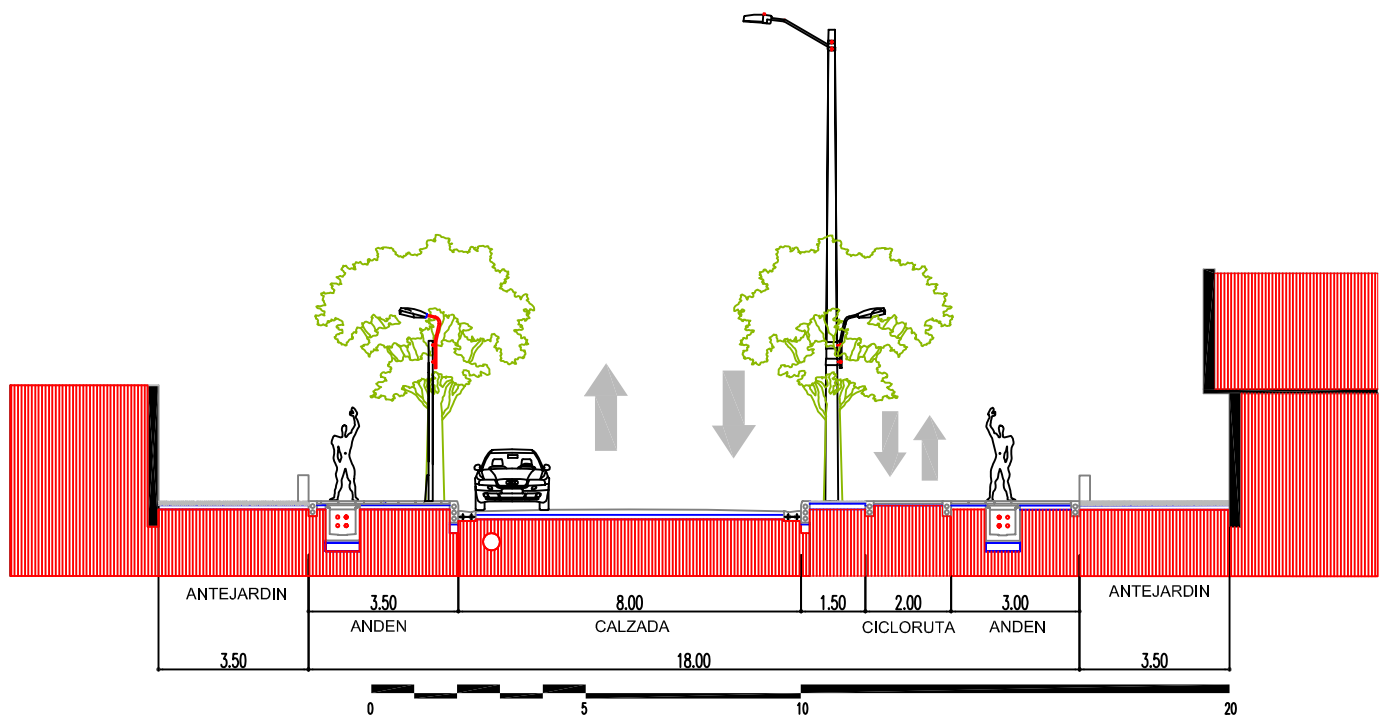 ANTEJARDIN 3.50 8.00 1.50 2.00 3.00 ANTEJARDIN
ANDEN CALZADA CICLORUTA ANDEN
3.50 18.00 3.50
0 5 10 20